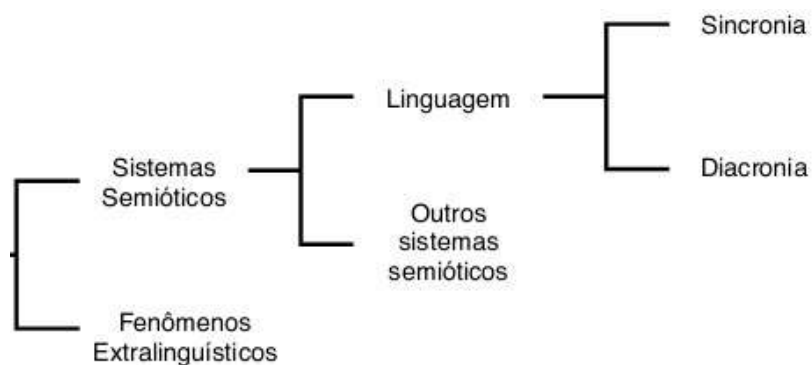 Sincronia
Linguagem
Sistemas
Semióticos
Diacronia
Outros
sistemas
semióticos
Fenômenos
Extralinguísticos